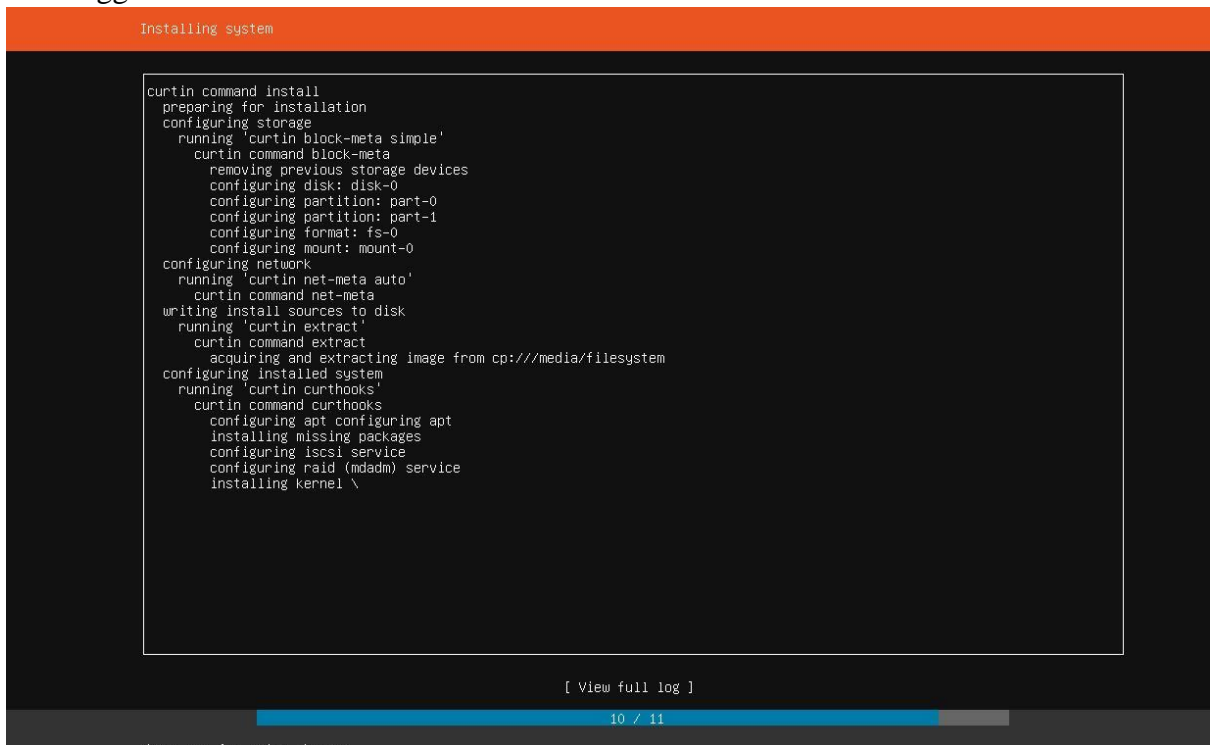 Installing system
curtin command install
preparing for installation
configuring storage
running 'curtin block-meta simple'
curtin command block-meta
removing previous storage devices
configuring disk: disk-0
configuring partition: part-0
configuring partition: part-1
configuring format: fs-0
configuring mount: mount-0
configuring network
running 'curtin net-meta auto'
curtin command net-meta
writing install sources to disk
running 'curtin extract'
curtin command extract
acquiring and extracting image from cp:///media/filesystem
configuring installed system
running 'curtin curthooks'
curtin command curthooks
configuring apt configuring apt
installing missing packages
configuring iscsi service
configuring raid (mdadm) service
installing kernel \
[ View full log ]
10 / 11